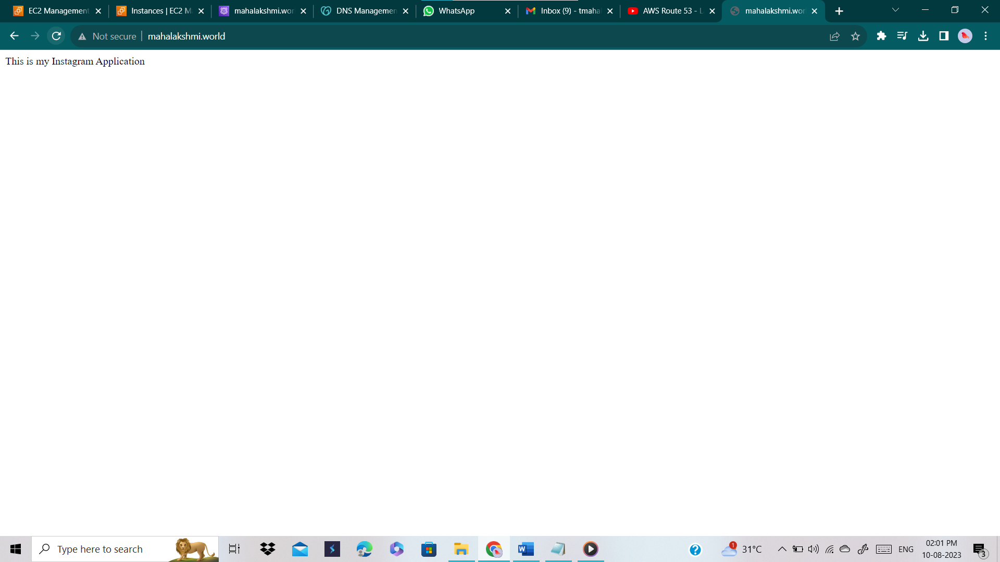 EC2 Management
Instances | EC2 M
mahalakshmi.wor
DNS Managemen
WhatsApp
Inbox (9) - tmaha
AWS Route 53 - L
mahalakshmi.wor
Not secure
mahalakshmi.world
This is my Instagram Application
Type here to search
1
31°C
ENG
02:01 PM
10-08-2023
3